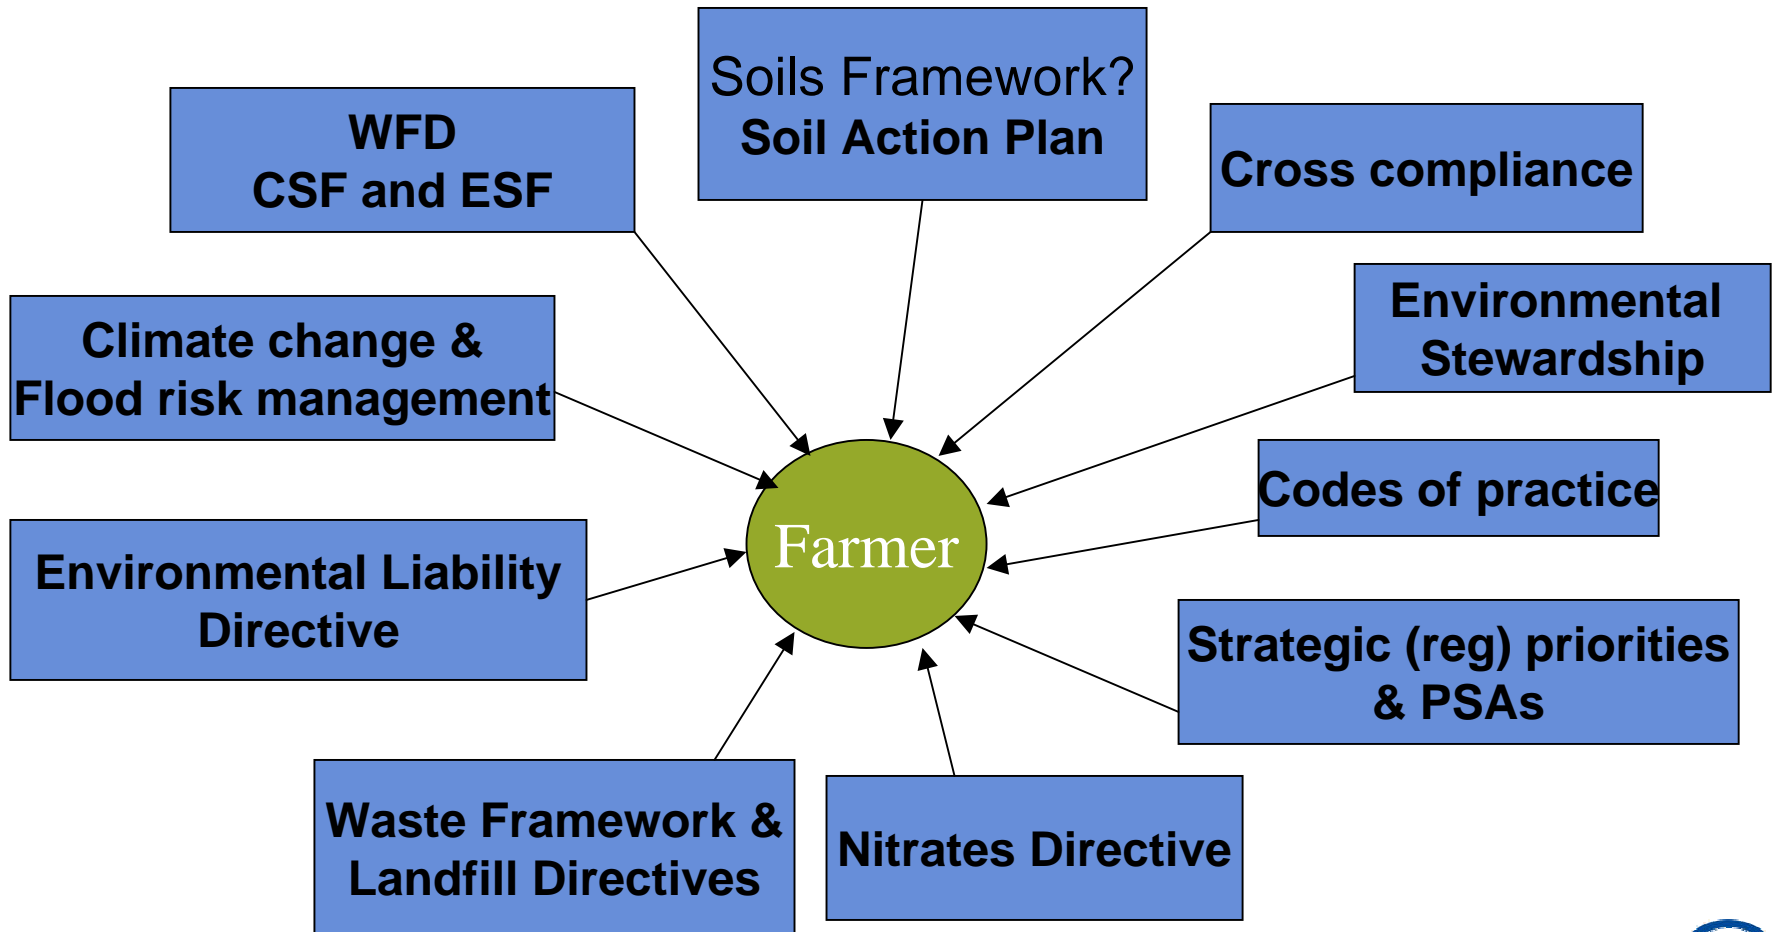 Soils Framework?
Soil Action Plan
WFD
CSF and ESF
Cross compliance
Environmental
Stewardship
Climate change &
Flood risk management
Codes of practice
Farmer
Environmental Liability
Directive
Strategic (reg) priorities
& PSAs
Waste Framework &
Landfill Directives
Nitrates Directive